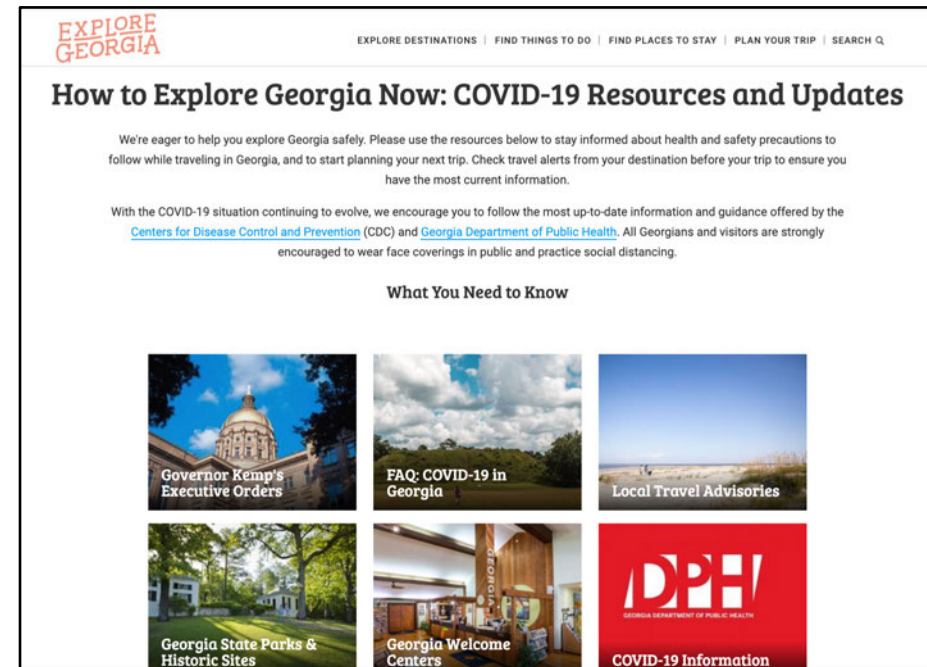 EXPLORE
GEORGIA
EXPLORE DESTINATIONS | FIND THINGS TO DO | FIND PLACES TO STAY | PLAN YOUR TRIP | SEARCH
How to Explore Georgia Now: COVID-19 Resources and Updates
We're eager to help you explore Georgia safely. Please use the resources below to stay informed about health and safety precautions to
follow while traveling in Georgia, and to start planning your next trip. Check travel alerts from your destination before your trip to ensure you
have the most current information.
With the COVID-19 situation continuing to evolve, we encourage you to follow the most up-to-date information and guidance offered by the
Centers for Disease Control and Prevention (CDC) and Georgia Department of Public Health. All Georgians and visitors are strongly
encouraged to wear face coverings in public and practice social distancing.
What You Need to Know
Governor Kemp's
Executive Orders
FAQ: COVID-19 in
Georgia
Local Travel Advisories
Georgia State Parks &
Historic Sites
GEORGIA
Georgia Welcome
Centers
DPH
GEORGIA DEPARTMENT OF PUBLIC HEALTH
COVID-19 Information